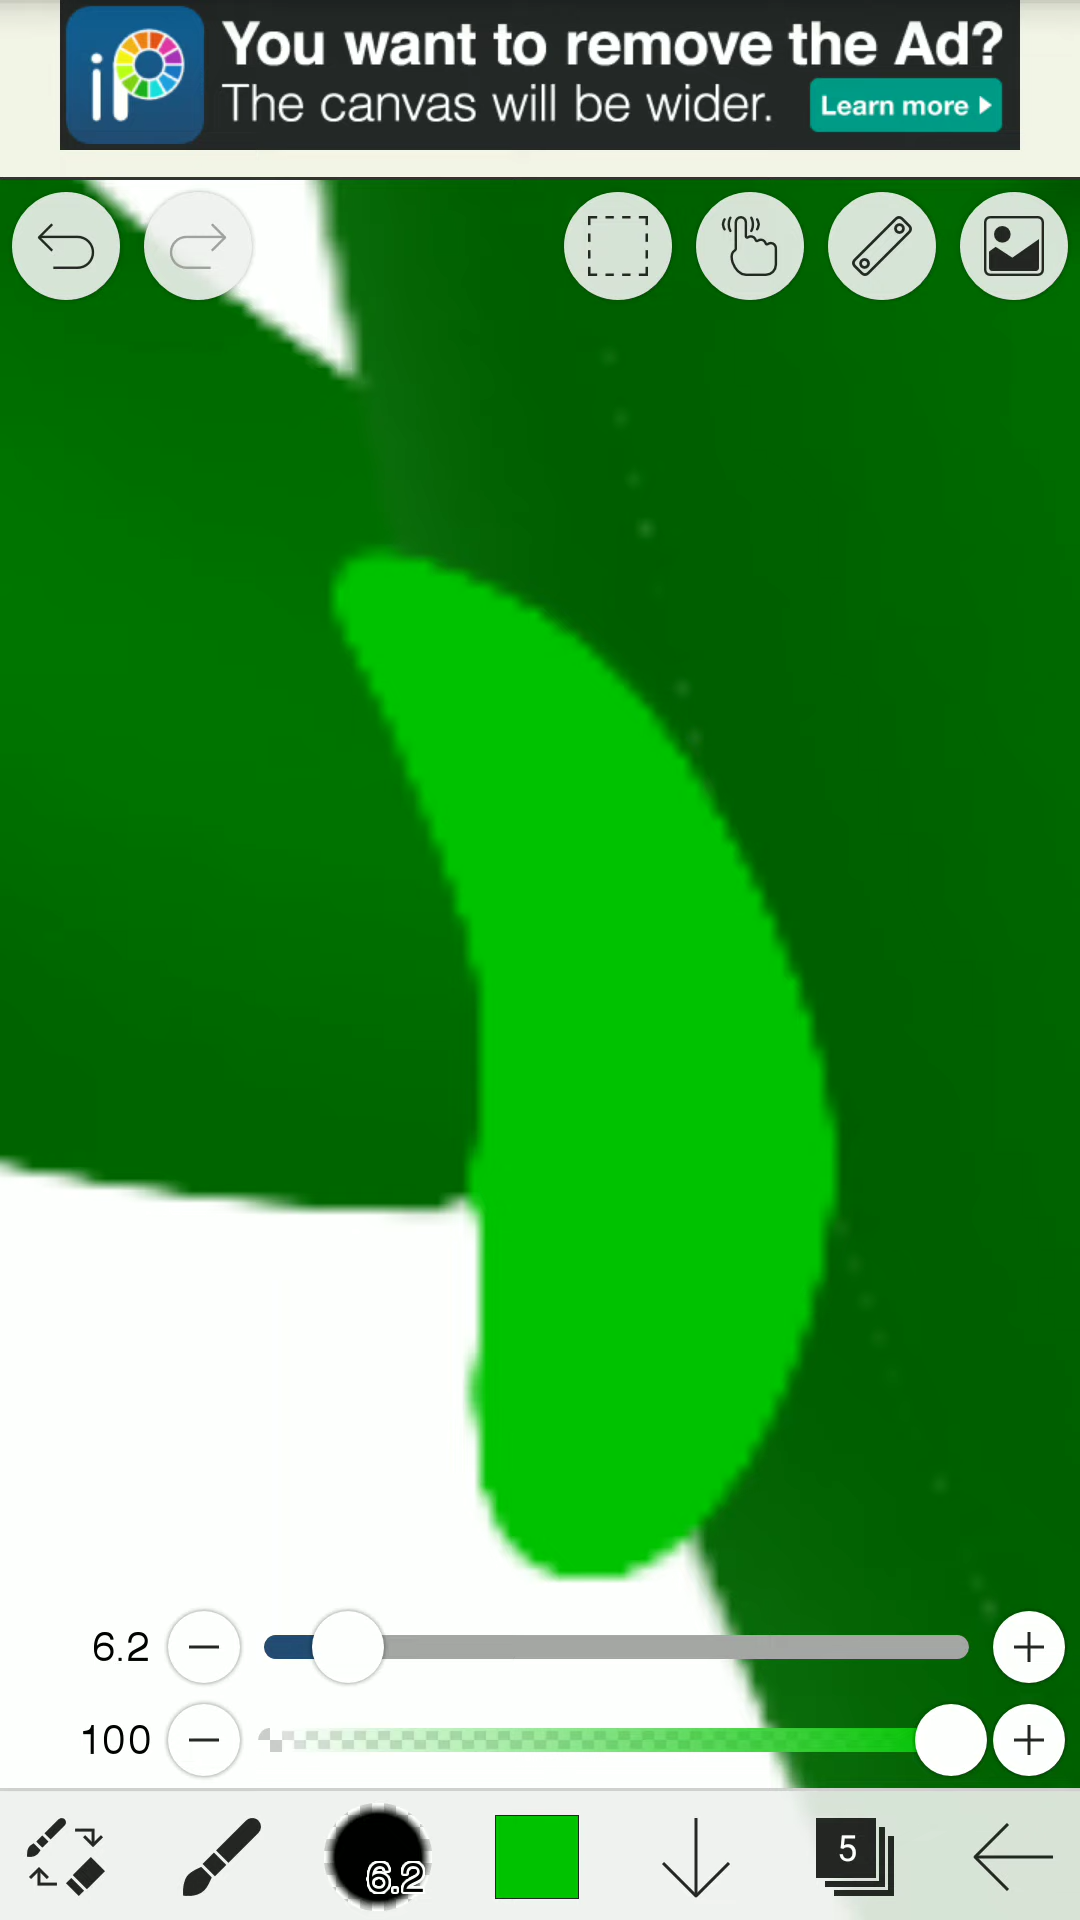 iP
You want to remove the Ad?
The canvas will be wider.
Learn more
6.2
100
6.2
5